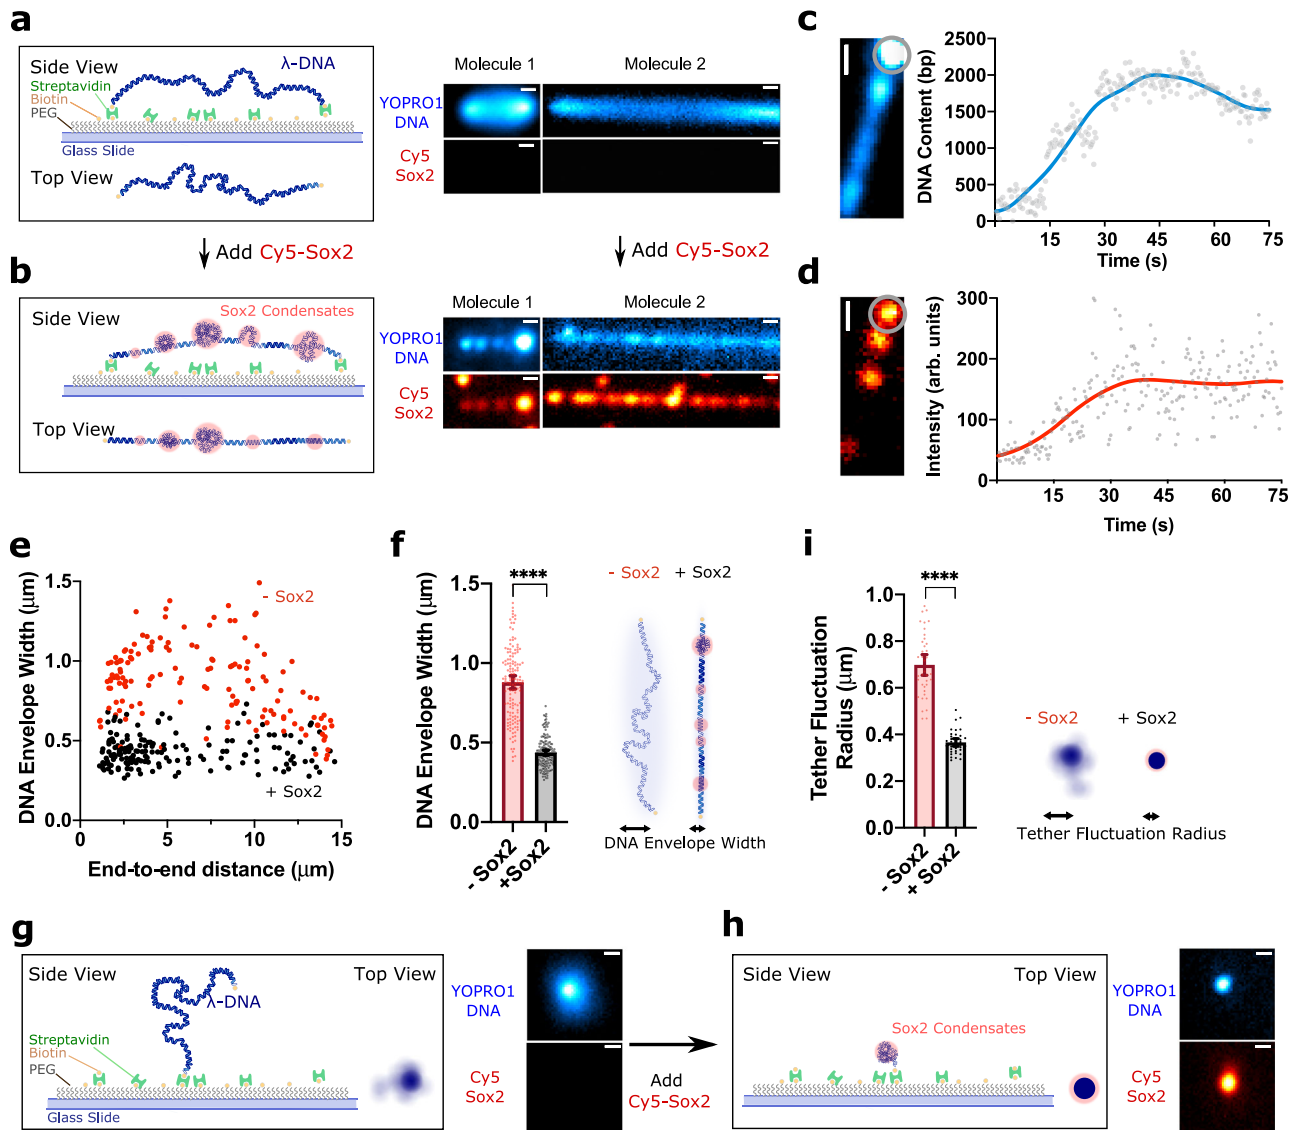 a
Side View
λ-DNA
Streptavidin
Biotin
PEG
Glass Slide
Top View
Molecule 1
Molecule 2
YOPRO1
DNA
Cy5
Sox2
Add Cy5-Sox2
Add Cy5-Sox2
b
Side View
Sox2 Condensates
Top View
Molecule 1
Molecule 2
YOPRO1
DNA
Cy5
Sox2
c
DNA Content (bp)
2500
2000
1500
1000
500
0
15
30
45
60
75
Time (s)
d
Intensity (arb. units)
300
200
100
0
15
30
45
60
75
Time (s)
e
DNA Envelope Width (μm)
1.5
1.0
0.5
0.0
0
5
10
15
- Sox2
+ Sox2
End-to-end distance (μm)
f
DNA Envelope Width (μm)
1.5
1.0
0.5
0.0
****
- Sox2
+Sox2
- Sox2
+ Sox2
DNA Envelope Width
i
Tether Fluctuation
Radius (μm)
1.0
0.8
0.6
0.4
0.2
0.0
****
- Sox2
+ Sox2
- Sox2
+ Sox2
Tether Fluctuation Radius
g
Side View
Top View
λ-DNA
Streptavidin
Biotin
PEG
Glass Slide
YOPRO1
DNA
Cy5
Sox2
Add
Cy5-Sox2
h
Side View
Top View
Sox2 Condensates
YOPRO1
DNA
Cy5
Sox2